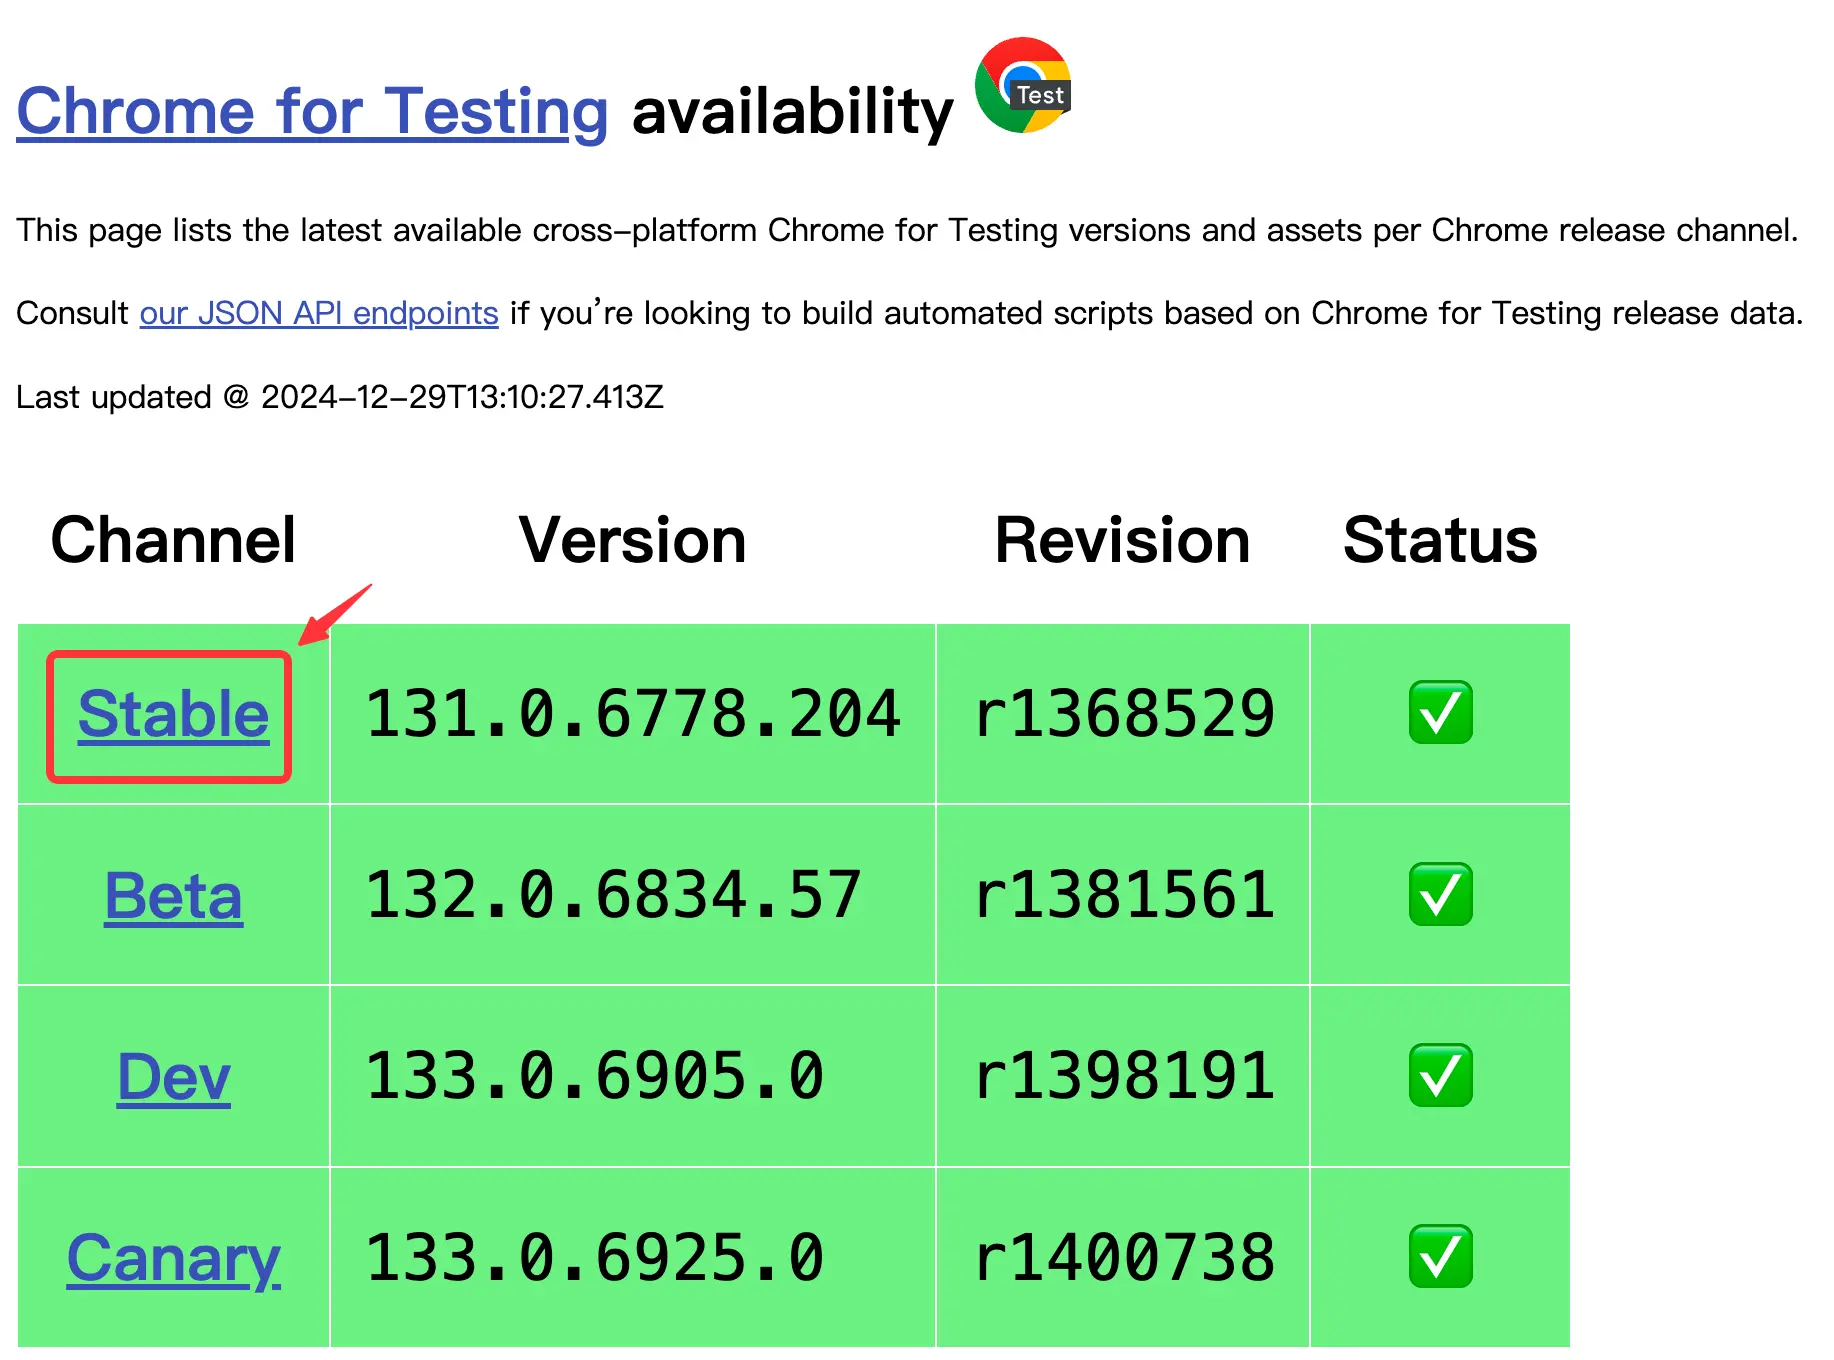 Chrome for Testing availability
Test
This page lists the latest available cross-platform Chrome for Testing versions and assets per Chrome release channel.
Consult our JSON API endpoints if you're looking to build automated scripts based on Chrome for Testing release data.
Last updated @ 2024-12-29T13:10:27.413Z
Channel Version Revision Status
Stable 131.0.6778.204 r1368529 ✅
Beta 132.0.6834.57 r1381561 ✅
Dev 133.0.6905.0 r1398191 ✅
Canary 133.0.6925.0 r1400738 ✅